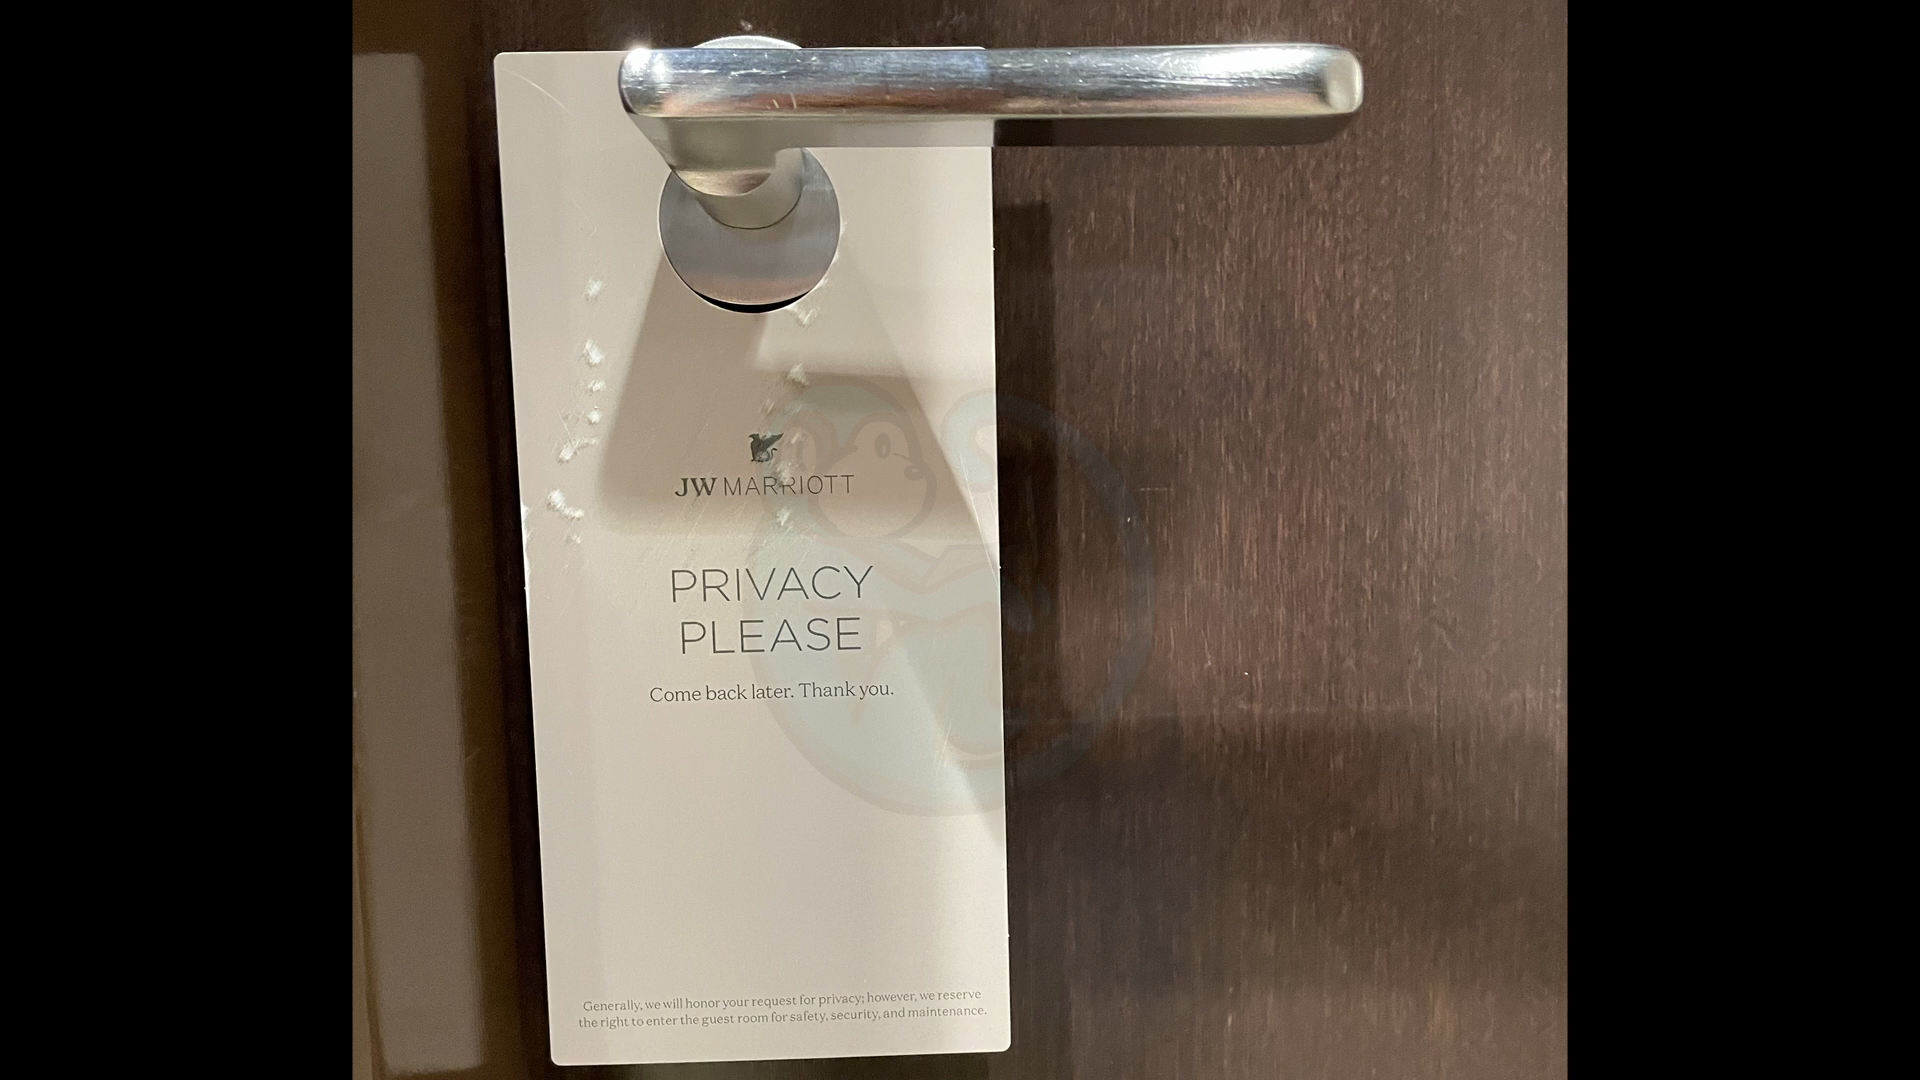 JW MARRIOTT
PRIVACY
PLEASE
Come back later. Thank you.
Generally, we will honor your request for privacy; however, we reserve
the right to enter the guest room for safety, security, and maintenance.